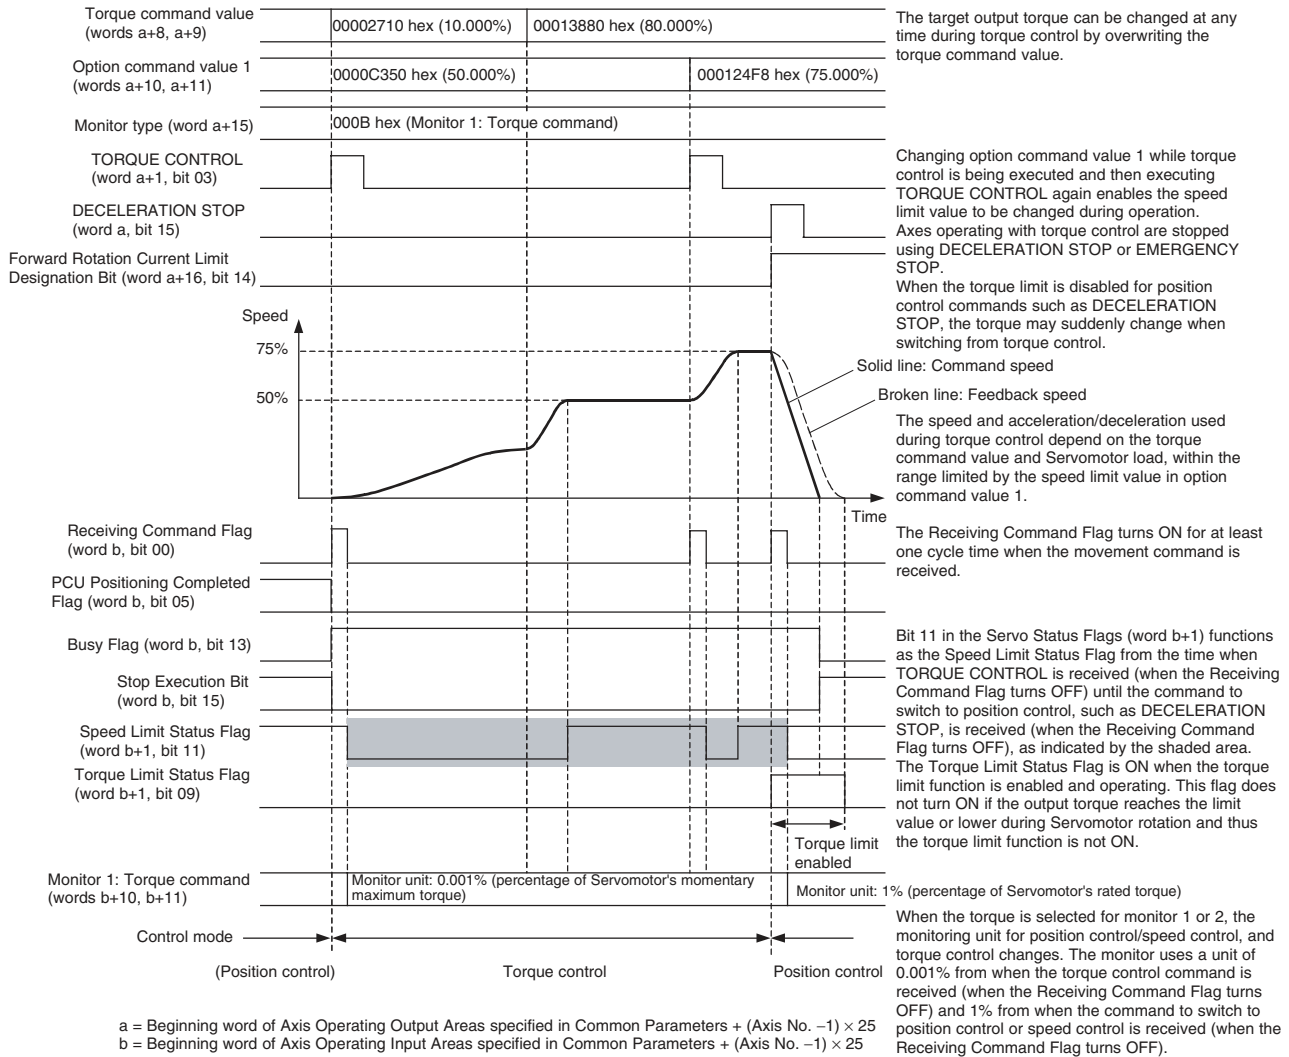 Torque command value
(words a+8, a+9)
00002710 hex (10.000%)
00013880 hex (80.000%)
The target output torque can be changed at any
time during torque control by overwriting the
torque command value.
Option command value 1
(words a+10, a+11)
0000C350 hex (50.000%)
000124F8 hex (75.000%)
Monitor type (word a+15)
000B hex (Monitor 1: Torque command)
TORQUE CONTROL
(word a+1, bit 03)
DECELERATION STOP
(word a, bit 15)
Forward Rotation Current Limit
Designation Bit (word a+16, bit 14)
Changing option command value 1 while torque
control is being executed and then executing
TORQUE CONTROL again enables the speed
limit value to be changed during operation.
Axes operating with torque control are stopped
using DECELERATION STOP or EMERGENCY
STOP.
When the torque limit is disabled for position
control commands such as DECELERATION
STOP, the torque may suddenly change when
switching from torque control.
Speed
75%
50%
Solid line: Command speed
Broken line: Feedback speed
The speed and acceleration/deceleration used
during torque control depend on the torque
command value and Servomotor load, within the
range limited by the speed limit value in option
command value 1.
Time
Receiving Command Flag
(word b, bit 00)
The Receiving Command Flag turns ON for at least
one cycle time when the movement command is
received.
PCU Positioning Completed
Flag (word b, bit 05)
Busy Flag (word b, bit 13)
Stop Execution Bit
(word b, bit 15)
Speed Limit Status Flag
(word b+1, bit 11)
Torque Limit Status Flag
(word b+1, bit 09)
Bit 11 in the Servo Status Flags (word b+1) functions
as the Speed Limit Status Flag from the time when
TORQUE CONTROL is received (when the Receiving
Command Flag turns OFF) until the command to
switch to position control, such as DECELERATION
STOP, is received (when the Receiving Command
Flag turns OFF), as indicated by the shaded area.
The Torque Limit Status Flag is ON when the torque
limit function is enabled and operating. This flag does
not turn ON if the output torque reaches the limit
value or lower during Servomotor rotation and thus
the torque limit function is not ON.
Torque limit
enabled
Monitor 1: Torque command
(words b+10, b+11)
Monitor unit: 0.001% (percentage of Servomotor's momentary
maximum torque)
Monitor unit: 1% (percentage of Servomotor's rated torque)
Control mode
(Position control)
Torque control
Position control
When the torque is selected for monitor 1 or 2, the
monitoring unit for position control/speed control, and
torque control changes. The monitor uses a unit of
0.001% from when the torque control command is
received (when the Receiving Command Flag turns
OFF) and 1% from when the command to switch to
position control or speed control is received (when the
Receiving Command Flag turns OFF).
a = Beginning word of Axis Operating Output Areas specified in Common Parameters + (Axis No. −1) × 25
b = Beginning word of Axis Operating Input Areas specified in Common Parameters + (Axis No. −1) × 25